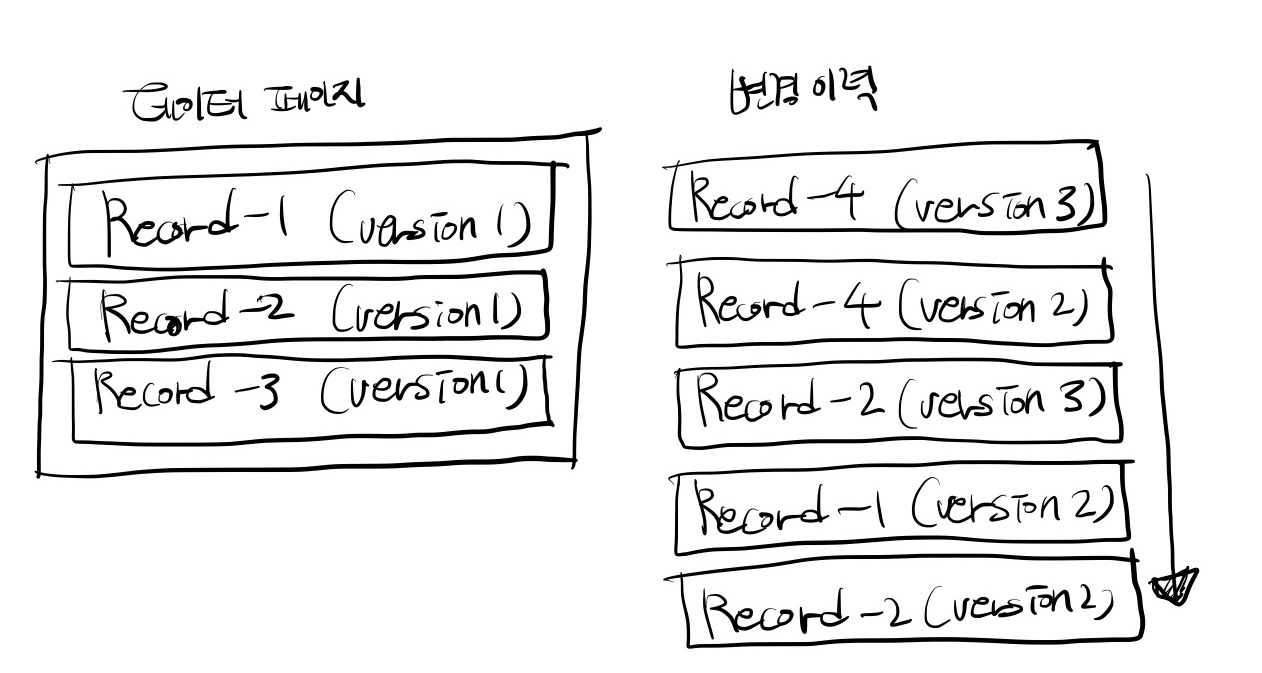 데이터 페이지
Record-1 (version 1)
Record-2 (version 1)
Record-3 (version 1)
변경 이력
Record-4 (version 3)
Record-4 (version 2)
Record-2 (version 3)
Record-1 (version 2)
Record-2 (version 2)